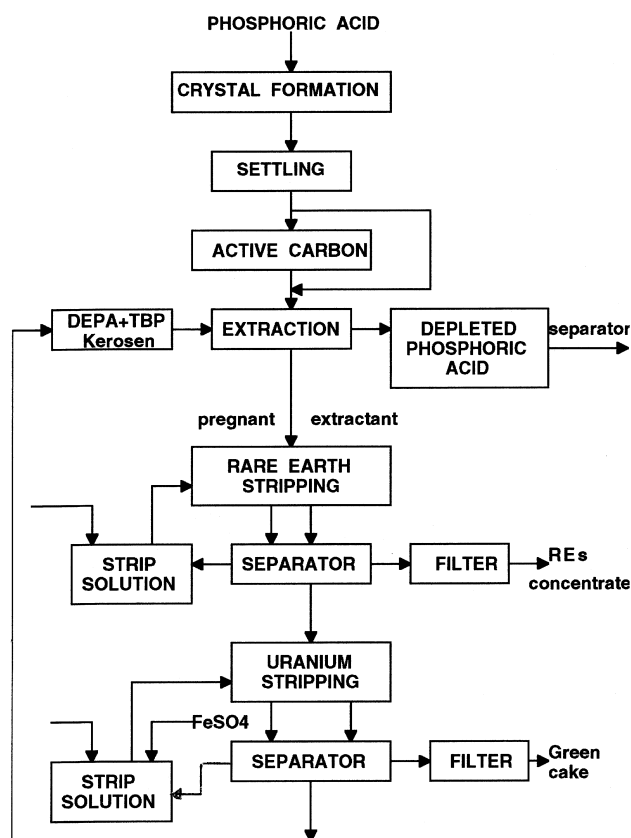 PHOSPHORIC ACID
CRYSTAL FORMATION
SETTLING
ACTIVE CARBON
DEPA+TBP
Kerosen
EXTRACTION
DEPLETED
PHOSPHORIC
ACID
separator
pregnant extractant
RARE EARTH
STRIPPING
STRIP
SOLUTION
SEPARATOR
FILTER
REs
concentrate
URANIUM
STRIPPING
FeSO4
STRIP
SOLUTION
SEPARATOR
FILTER
Green
cake